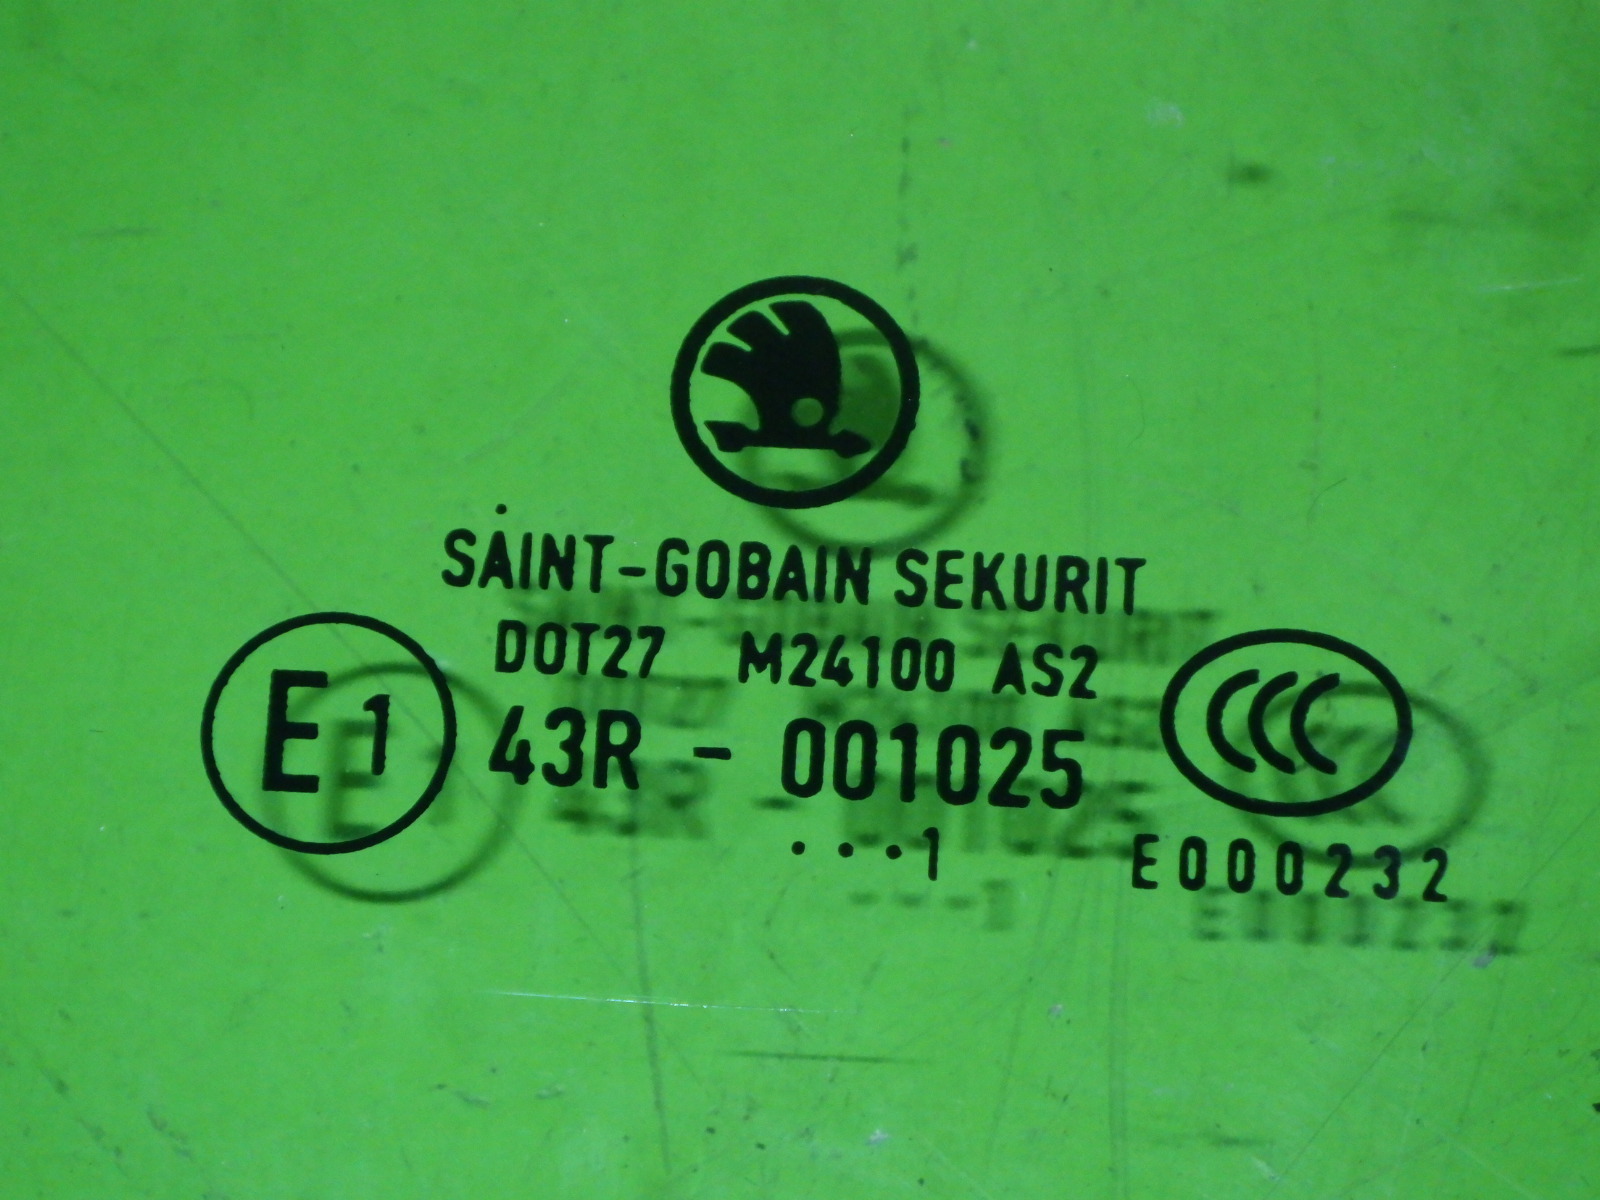 SAINT-GOBAIN SEKURIT
DOT27 M24100 AS2
E1
43R - 001025
CCC
...1
E000232